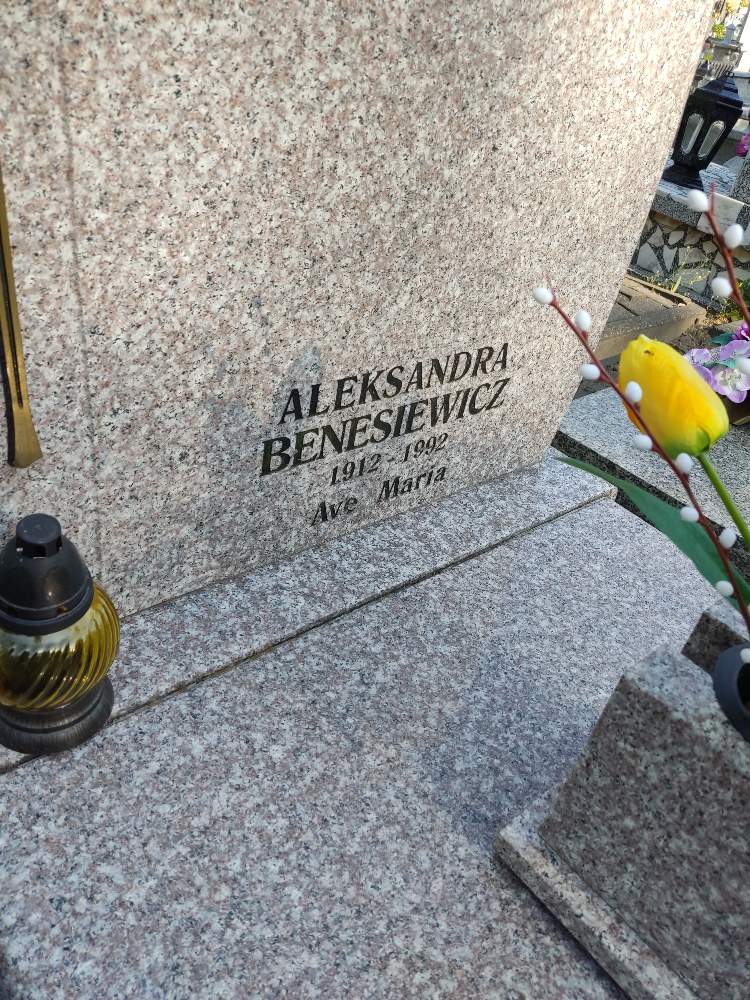 ALEKSANDRA
BENESIEWICZ
1912 - 1992
Ave Maria